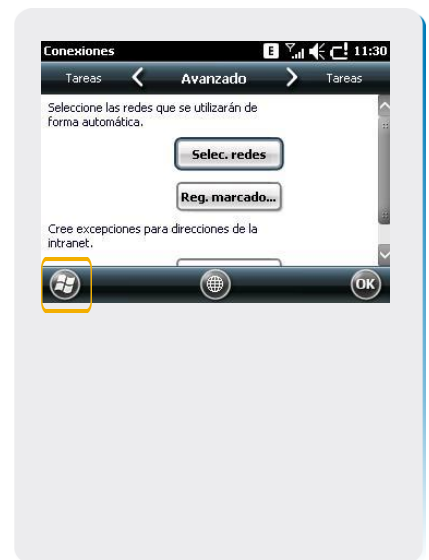 Conexiones E 11:30
Tareas Avanzado Tareas
Seleccione las redes que se utilizarán de
forma automática.
Selec. redes
Reg. marcado...
Cree excepciones para direcciones de la
intranet.
OK